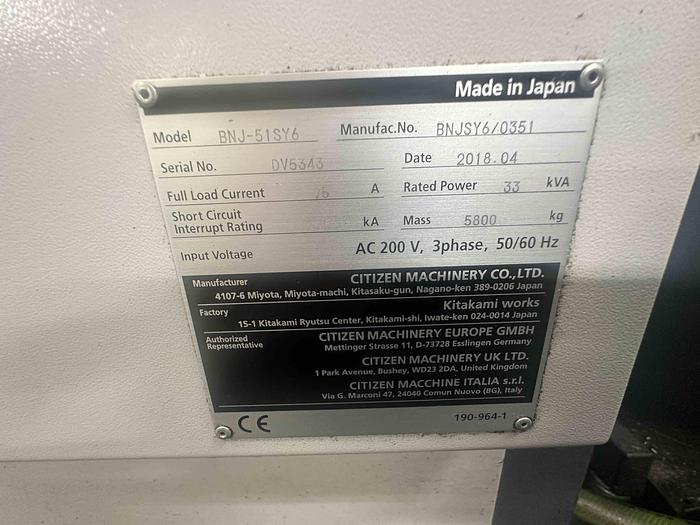 Made in Japan
Model BNJ-51SY6 Manufac.No. BNJSY6/0351
Serial No. DV5343 Date 2018.04
Full Load Current A Rated Power 33 kVA
Short Circuit
Interrupt Rating kA Mass 5800 kg
Input Voltage AC 200 V, 3phase, 50/60 Hz
Manufacturer CITIZEN MACHINERY CO.,LTD.
4107-6 Miyota, Miyota-machi, Kitasaku-gun, Nagano-ken 389-0206 Japan
Factory Kitakami works
15-1 Kitakami Ryutsu Center, Kitakami-shi, Iwate-ken 024-0014 Japan
Authorized
Representative CITIZEN MACHINERY EUROPE GMBH
Mettinger Strasse 11, D-73728 Esslingen Germany
CITIZEN MACHINERY UK LTD.
1 Park Avenue, Bushey, WD23 2DA, United Kingdom
CITIZEN MACCHINE ITALIA s.r.l.
Via G. Marconi 47, 24040 Comun Nuovo (BG), Italy
CE 190-964-1